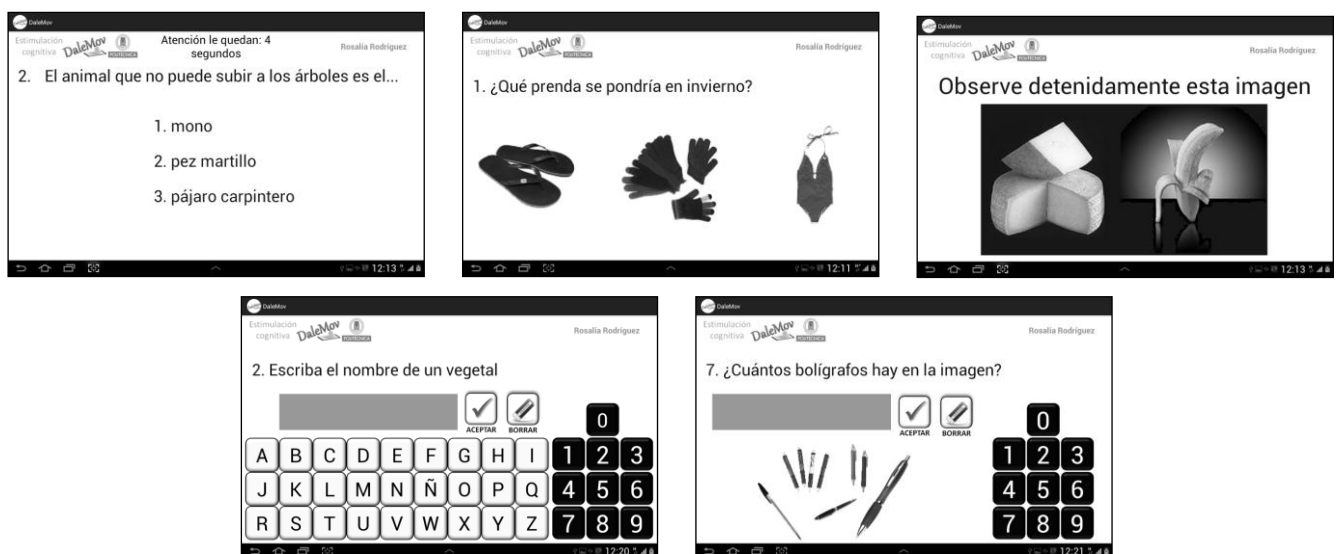 DaleMov
Estimulación
cognitiva
DaleMov
POLITÉCNICA
Atención le quedan: 4
segundos
Rosalía Rodríguez
2. El animal que no puede subir a los árboles es el...
1. mono
2. pez martillo
3. pájaro carpintero
12:13
DaleMov
Estimulación
cognitiva
DaleMov
POLITÉCNICA
Rosalía Rodríguez
1. ¿Qué prenda se pondría en invierno?
12:11
DaleMov
Estimulación
cognitiva
DaleMov
POLITÉCNICA
Rosalía Rodríguez
Observe detenidamente esta imagen
12:13
DaleMov
Estimulación
cognitiva
DaleMov
POLITÉCNICA
Rosalía Rodríguez
2. Escriba el nombre de un vegetal
ACEPTAR BORRAR
0
A B C D E F G H I 1 2 3
J K L M N Ñ O P Q 4 5 6
R S T U V W X Y Z 7 8 9
12:20
DaleMov
Estimulación
cognitiva
DaleMov
POLITÉCNICA
Rosalía Rodríguez
7. ¿Cuántos bolígrafos hay en la imagen?
ACEPTAR BORRAR
0
1 2 3
4 5 6
7 8 9
12:21